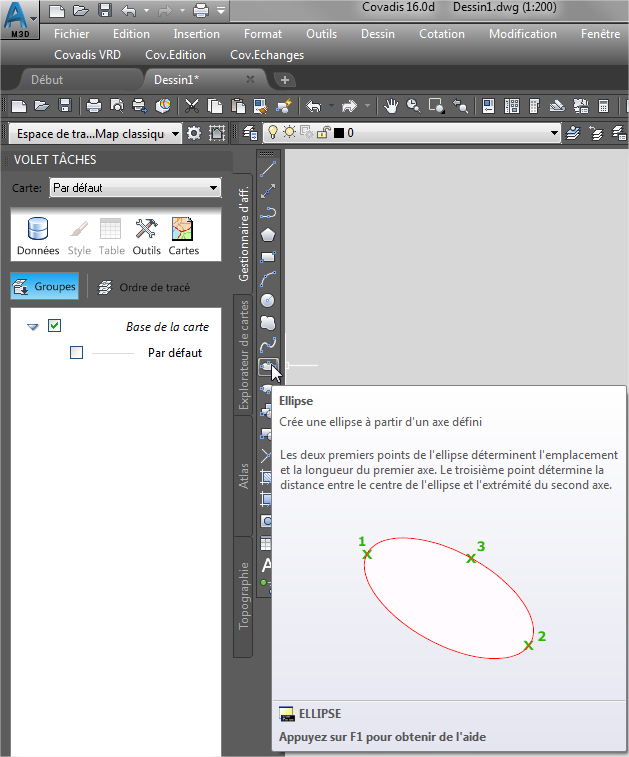 Covadis 16.0d Dessin1.dwg (1:200)
A
M3D
Fichier Edition Insertion Format Outils Dessin Cotation Modification Fenêtre
Covadis VRD Cov.Edition Cov.Echanges
Début Dessin1*
Espace de tra...Map classique 0
VOLET TÂCHES
Carte: Par défaut
Données Style Table Outils Cartes
Groupes Ordre de tracé
Base de la carte
Par défaut
Gestionnaire d'aff.
Explorateur de cartes
Atlas
Topographie
A
Ellipse
Crée une ellipse à partir d'un axe défini
Les deux premiers points de l'ellipse déterminent l'emplacement
et la longueur du premier axe. Le troisième point détermine la
distance entre le centre de l'ellipse et l'extrémité du second axe.
1
3
2
ELLIPSE
Appuyez sur F1 pour obtenir de l'aide